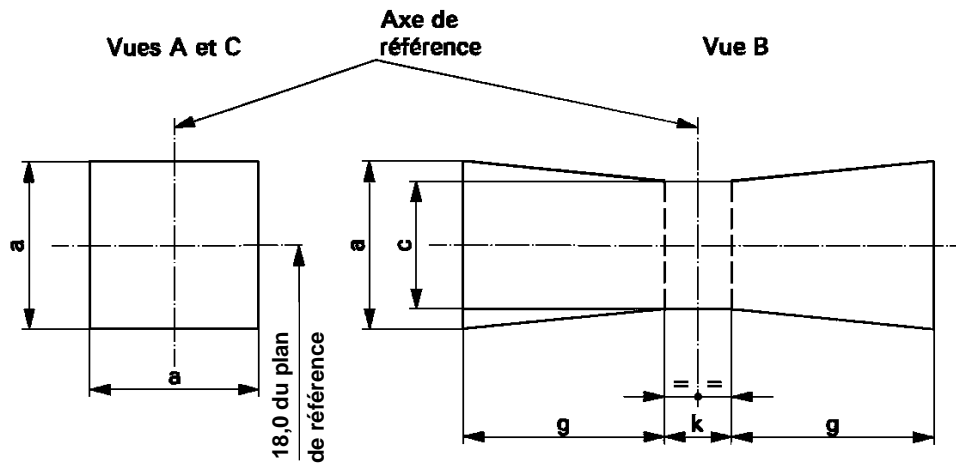 Axe de
référence
Vues A et C
Vue B
a
a
18,0 du plan
de référence
a
c
= =
g
k
g